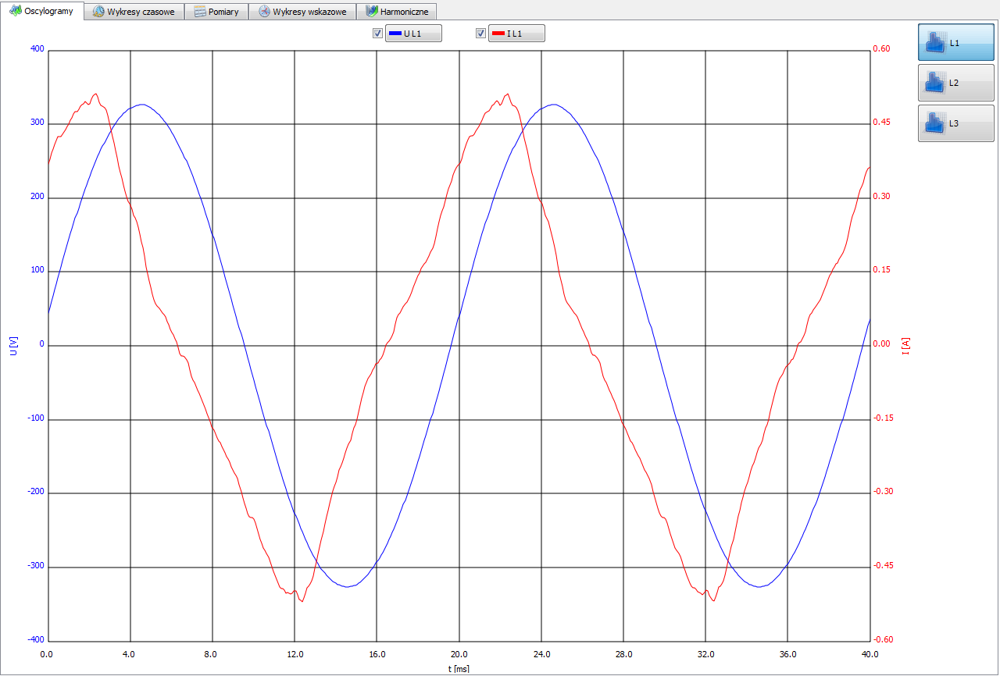 Oscylogramy Wykresy czasowe Pomiary Wykresy wskazowe Harmoniczne
U L1 I L1
L1
L2
L3
400 0.60
300 0.45
200 0.30
100 0.15
0 0.00
U [V] I [A]
-100 -0.15
-200 -0.30
-300 -0.45
-400 -0.60
0.0 4.0 8.0 12.0 16.0 20.0 24.0 28.0 32.0 36.0 40.0
t [ms]